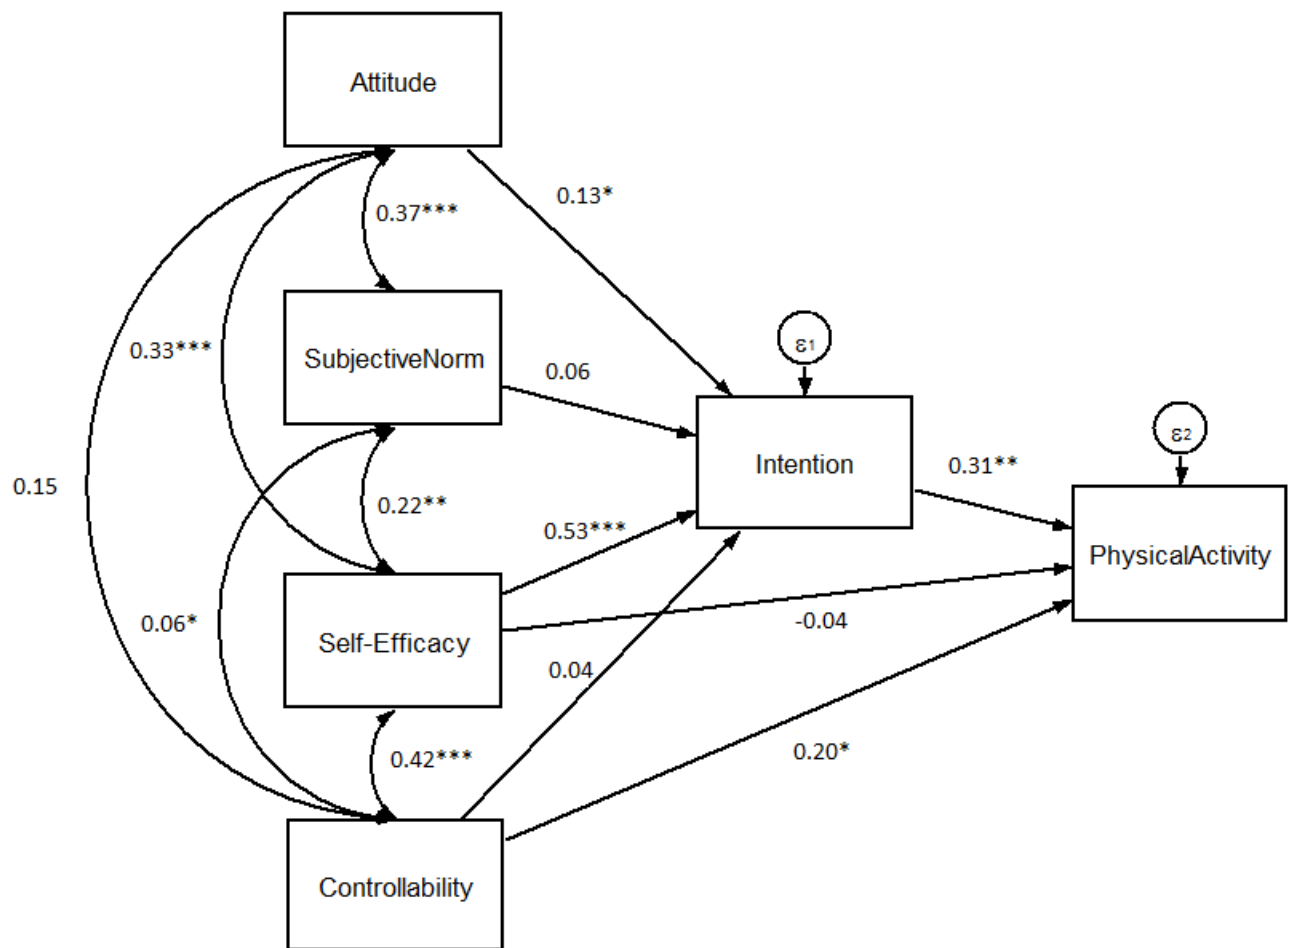 Attitude
0.13*
0.37***
0.33***
SubjectiveNorm
0.06
ε1
Intention
ε2
0.31**
0.15
0.22**
0.53***
PhysicalActivity
0.06*
Self-Efficacy
-0.04
0.04
0.42***
0.20*
Controllability